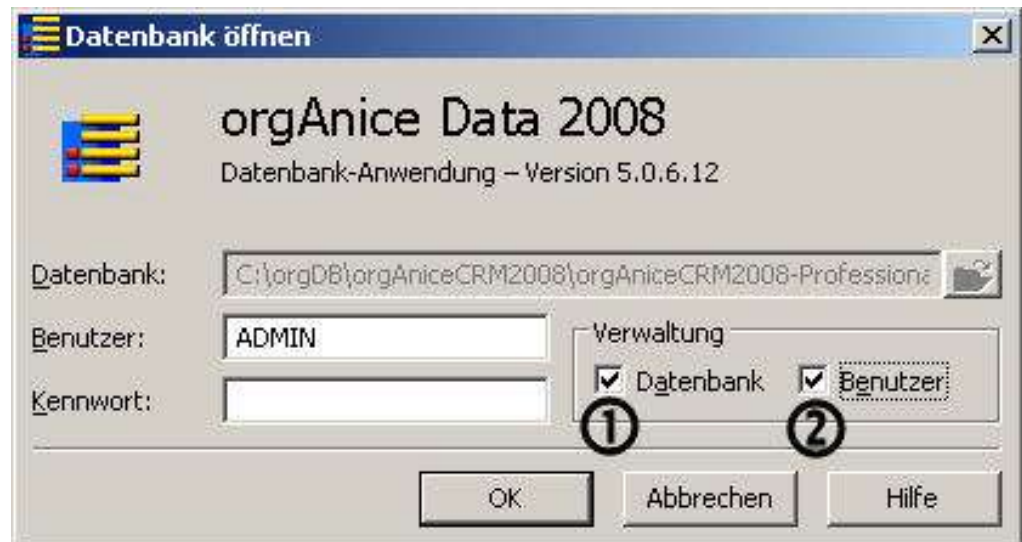 Datenbank öffnen
orgAnice Data 2008
Datenbank-Anwendung – Version 5.0.6.12
Datenbank: C:\orgDB\orgAniceCRM2008\orgAniceCRM2008-Professiona
Benutzer: ADMIN
Verwaltung
Datenbank Benutzer
Kennwort:
1 2
OK Abbrechen Hilfe